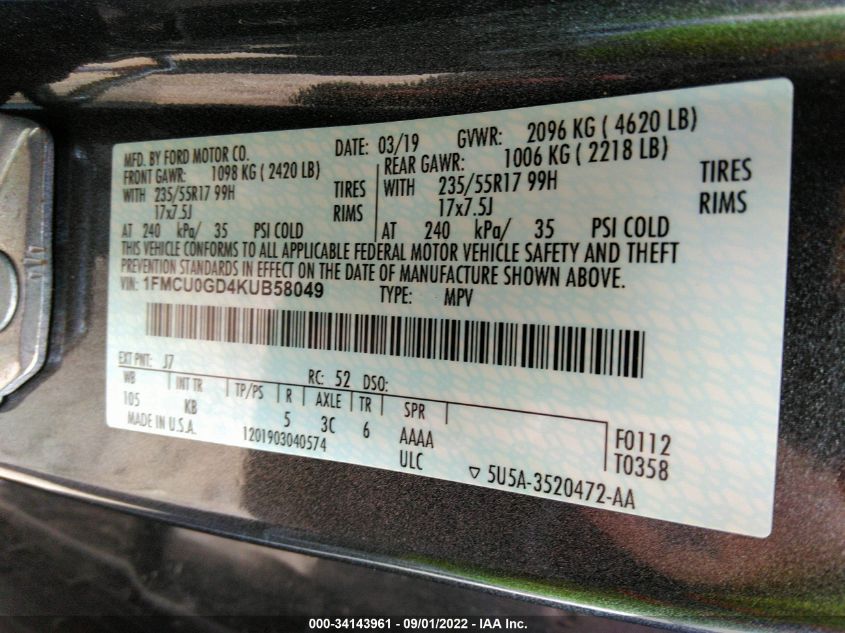 MFD. BY FORD MOTOR CO. DATE: 03/19 GVWR: 2096 KG ( 4620 LB)
FRONT GAWR: 1098 KG ( 2420 LB) REAR GAWR: 1006 KG ( 2218 LB)
WITH 235/55R17 99H TIRES WITH 235/55R17 99H TIRES
17x7.5J RIMS 17x7.5J RIMS
AT 240 kPa/ 35 PSI COLD AT 240 kPa/ 35 PSI COLD
THIS VEHICLE CONFORMS TO ALL APPLICABLE FEDERAL MOTOR VEHICLE SAFETY AND THEFT
PREVENTION STANDARDS IN EFFECT ON THE DATE OF MANUFACTURE SHOWN ABOVE.
VIN: 1FMCU0GD4KUB58049 TYPE: MPV
EXT PNT: J7 RC: 52 DSO:
WB INT TR TP/PS R AXLE TR SPR
105 KB 5 3C 6 AAAA F0112
MADE IN U.S.A. 1201903040574 ULC T0358
5U5A-3520472-AA
000-34143961 - 09/01/2022 - IAA Inc.